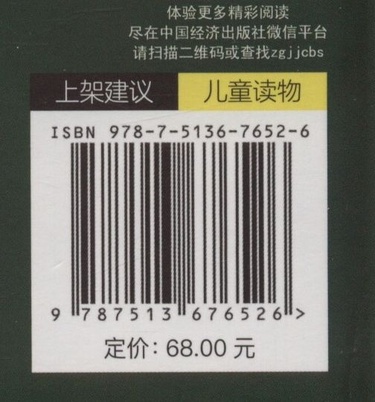 体验更多精彩阅读
尽在中国经济出版社微信平台
请扫描二维码或查找zgjjcbs
上架建议 儿童读物
ISBN 978-7-5136-7652-6
9 787513 676526 >
定价：68.00 元